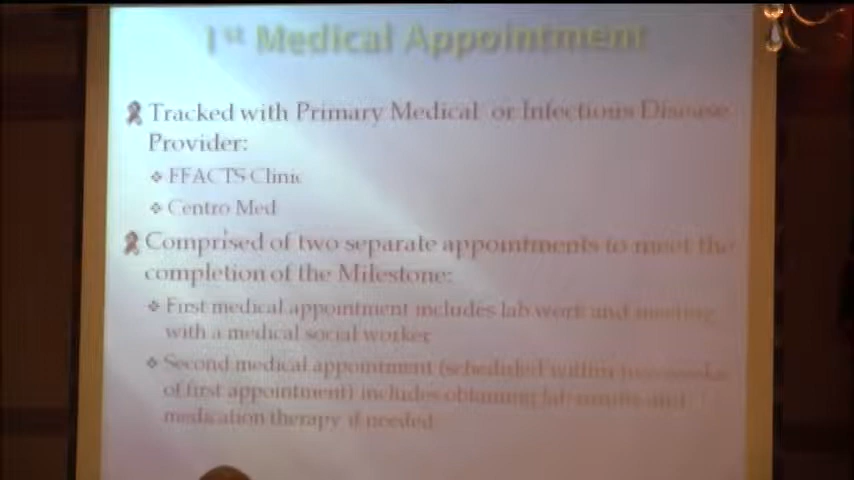 1st Medical Appointment
Tracked with Primary Medical or Infectious Disease
Provider:
FFACTS Clinic
Centro Med
Comprised of two separate appointments to meet the
completion of the Milestone:
First medical appointment includes lab work and meeting
with a medical social worker
Second medical appointment (scheduled within two weeks
of first appointment) includes obtaining lab results and
medication therapy if needed